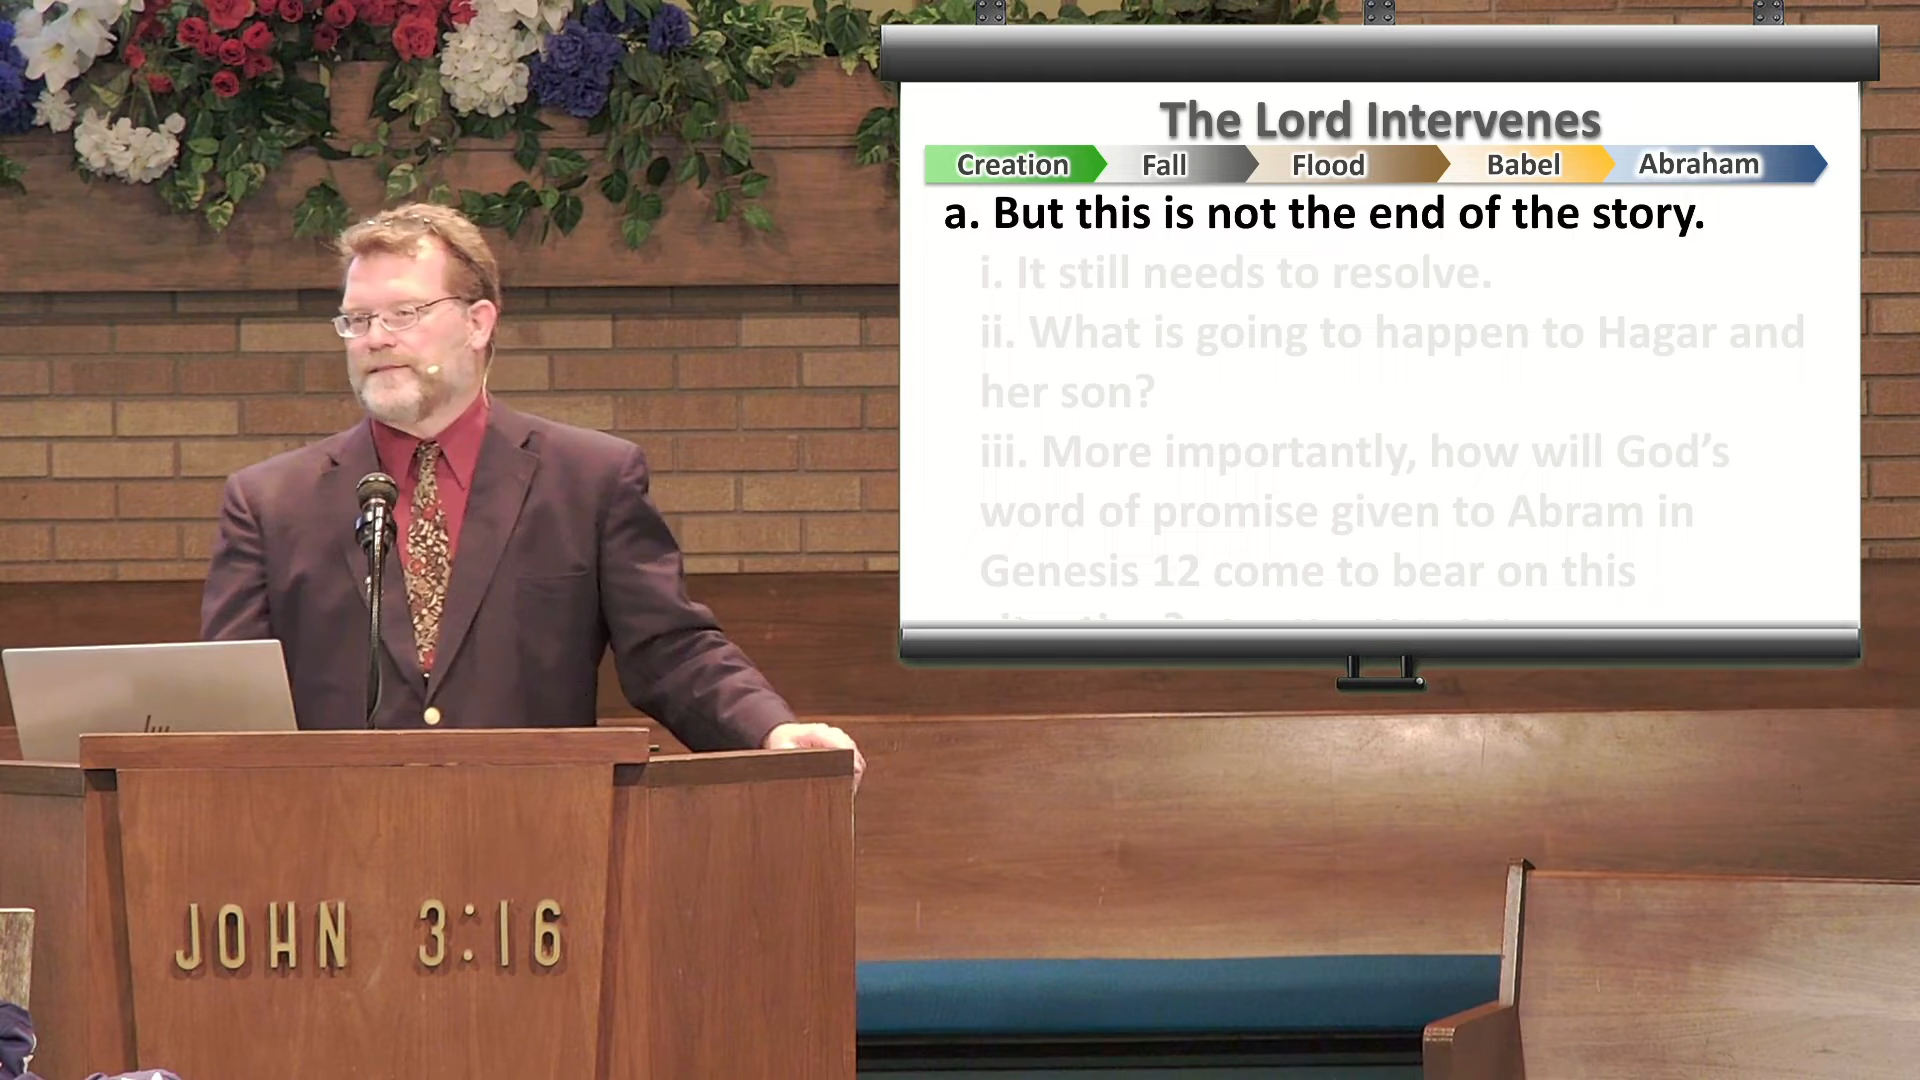 The Lord Intervenes
Creation Fall Flood Babel Abraham
a. But this is not the end of the story.
i. It still needs to resolve.
ii. What is going to happen to Hagar and
her son?
iii. More importantly, how will God’s
word of promise given to Abram in
Genesis 12 come to bear on this
hp
JOHN 3:16